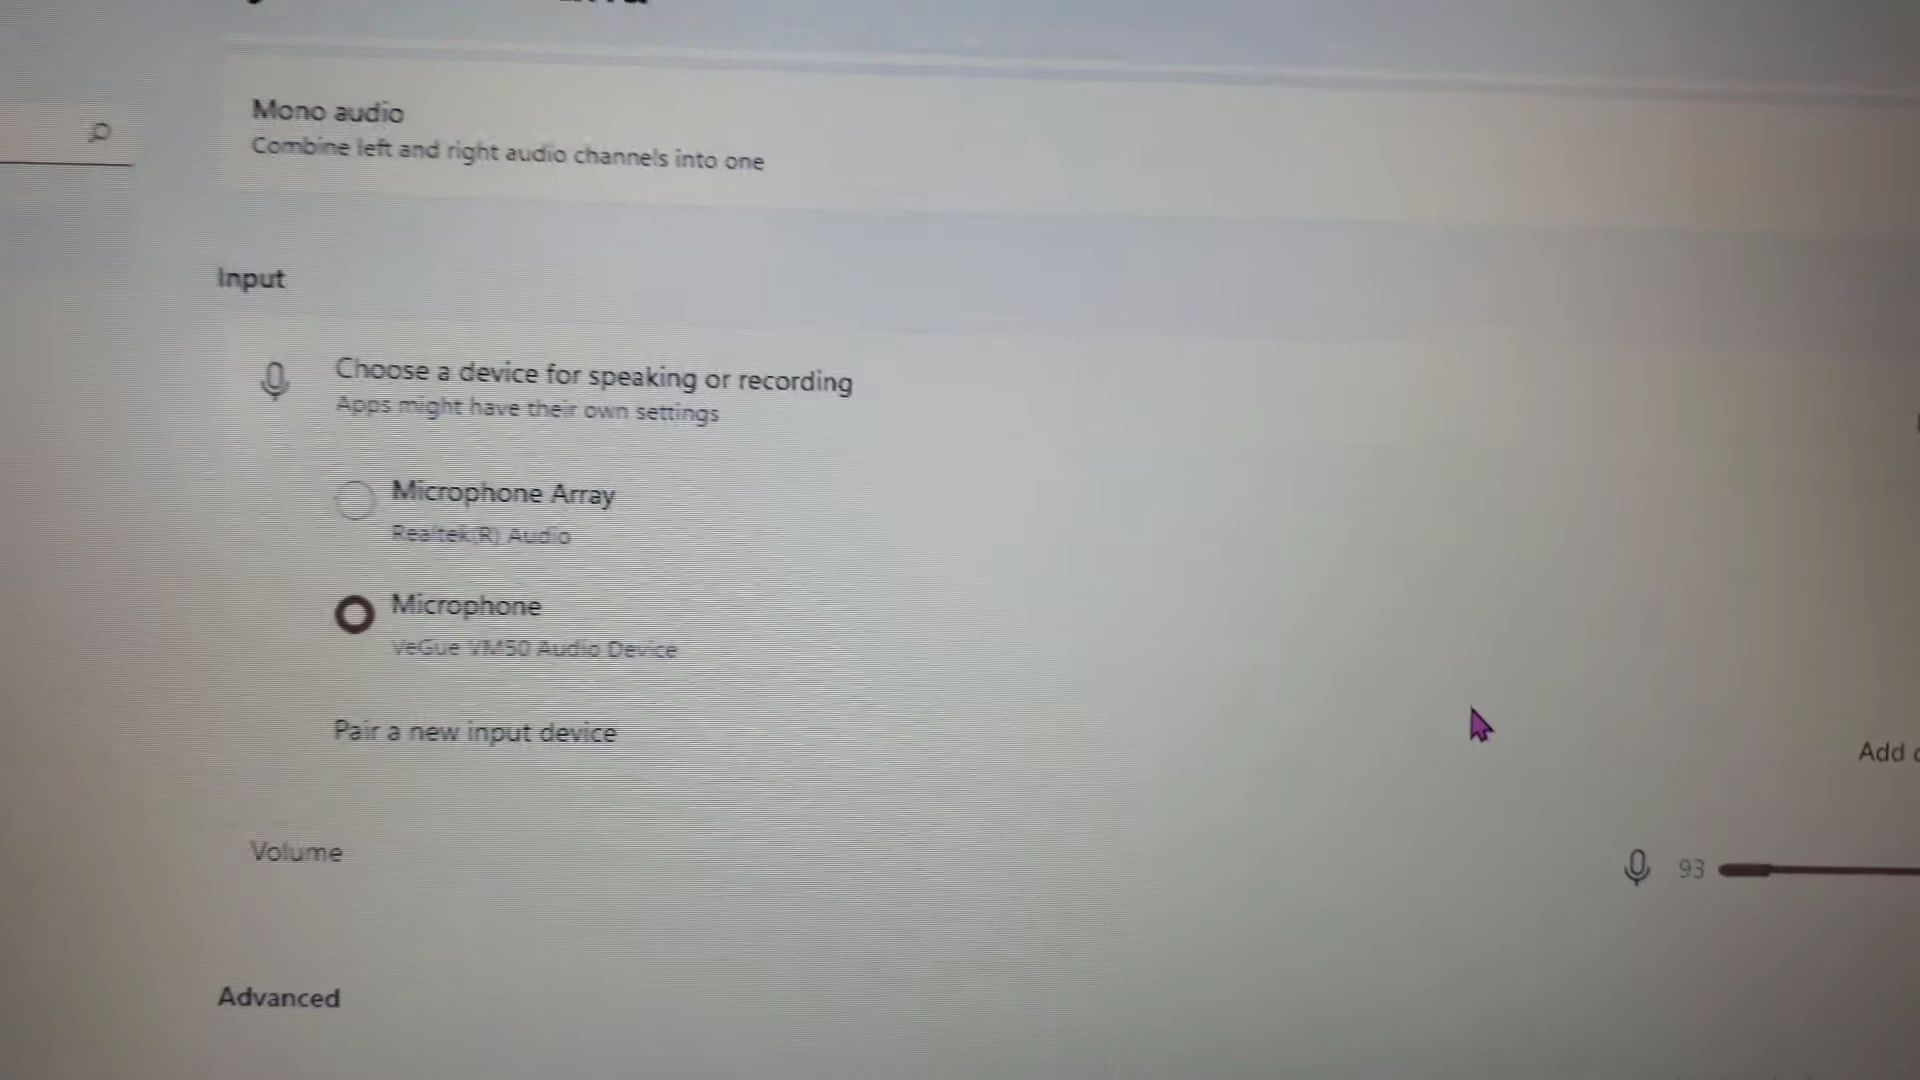 Mono audio
Combine left and right audio channels into one
Input
Choose a device for speaking or recording
Apps might have their own settings
Microphone Array
Realtek(R) Audio
Microphone
VeGue VM50 Audio Device
Pair a new input device
Add
Volume
93
Advanced